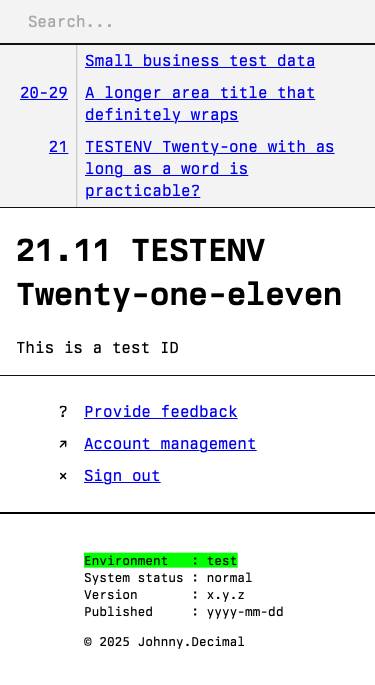 Search...
Small business test data
20-29 A longer area title that
definitely wraps
21 TESTENV Twenty-one with as
long as a word is
practicable?
21.11 TESTENV
Twenty-one-eleven
This is a test ID
? Provide feedback
↗ Account management
× Sign out
Environment : test
System status : normal
Version : x.y.z
Published : yyyy-mm-dd
© 2025 Johnny.Decimal